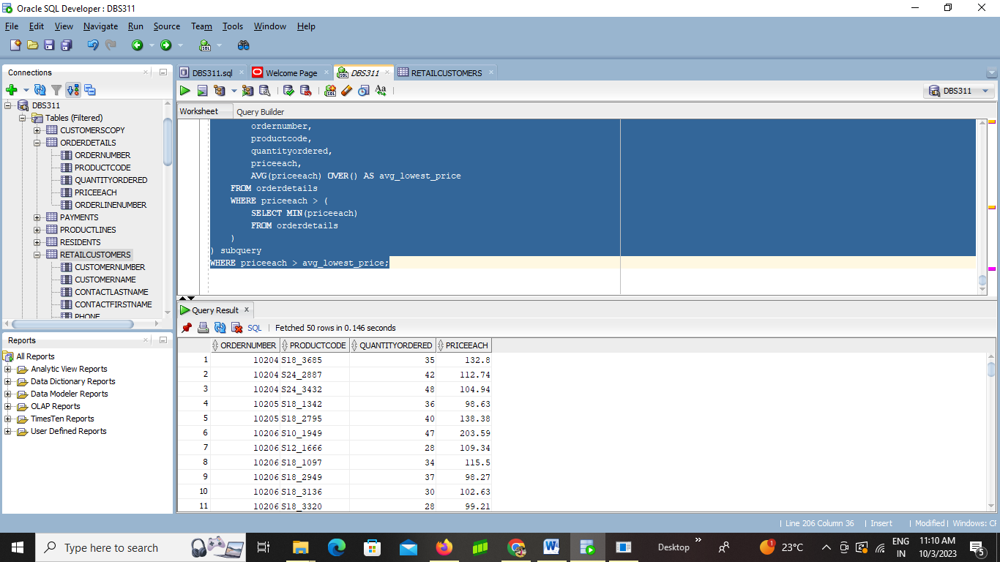 Oracle SQL Developer : DBS311
File Edit View Navigate Run Source Team Tools Window Help
Connections
DBS311
Tables (Filtered)
CUSTOMERSCOPY
ORDERDETAILS
ORDERNUMBER
PRODUCTCODE
QUANTITYORDERED
PRICEEACH
ORDERLINENUMBER
PAYMENTS
PRODUCTLINES
RESIDENTS
RETAILCUSTOMERS
CUSTOMERNUMBER
CUSTOMERNAME
CONTACTLASTNAME
CONTACTFIRSTNAME
PHONE
Reports
All Reports
Analytic View Reports
Data Dictionary Reports
Data Modeler Reports
OLAP Reports
TimesTen Reports
User Defined Reports
DBS311.sql Welcome Page DBS311 RETAILCUSTOMERS
DBS311
Worksheet Query Builder
ordernumber,
productcode,
quantityordered,
priceeach,
AVG(priceeach) OVER() AS avg_lowest_price
FROM orderdetails
WHERE priceeach > (
SELECT MIN(priceeach)
FROM orderdetails
)
) subquery
WHERE priceeach > avg_lowest_price;
Query Result x
SQL | Fetched 50 rows in 0.146 seconds
ORDERNUMBER PRODUCTCODE QUANTITYORDERED PRICEEACH
1 10204 S18_3685 35 132.8
2 10204 S24_2887 42 112.74
3 10204 S24_3432 48 104.94
4 10205 S18_1342 36 98.63
5 10205 S18_2795 40 138.38
6 10206 S10_1949 47 203.59
7 10206 S12_1666 28 109.34
8 10206 S18_1097 34 115.5
9 10206 S18_2949 37 98.27
10 10206 S18_3136 30 102.63
11 10206 S18_3320 28 99.21
| Line 206 Column 36 | Insert | Modified | Windows: CF
Type here to search
Desktop
1
23°C
ENG
IN
11:10 AM
10/3/2023
5